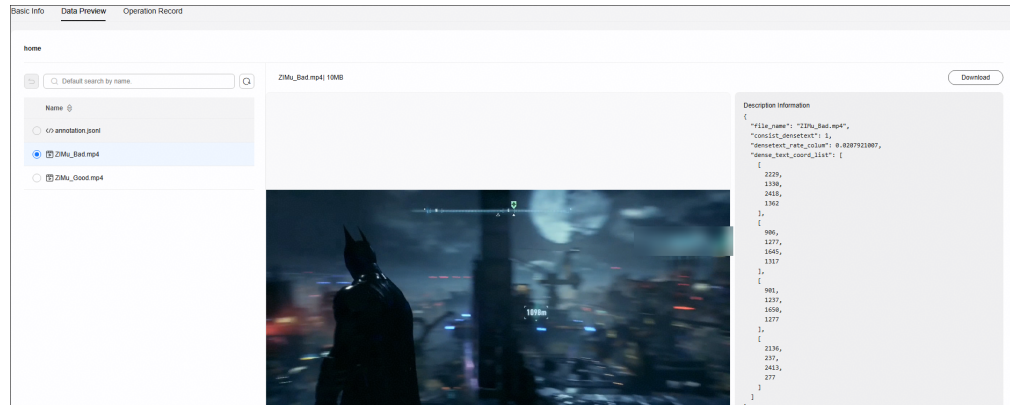 Basic Info Data Preview Operation Record
home
Default search by name.
ZIMu_Bad.mp4| 10MB
Download
Name
annotation.jsonl
ZIMu_Bad.mp4
ZIMu_Good.mp4
1090m
Description Information
{
"file_name": "ZIMu_Bad.mp4",
"consist_densetext": 1,
"densetext_rate_colum": 0.0207921007,
"dense_text_coord_list": [
[
2229,
1330,
2418,
1362
],
[
906,
1277,
1645,
1317
],
[
901,
1237,
1650,
1277
],
[
2136,
237,
2413,
277
]
]